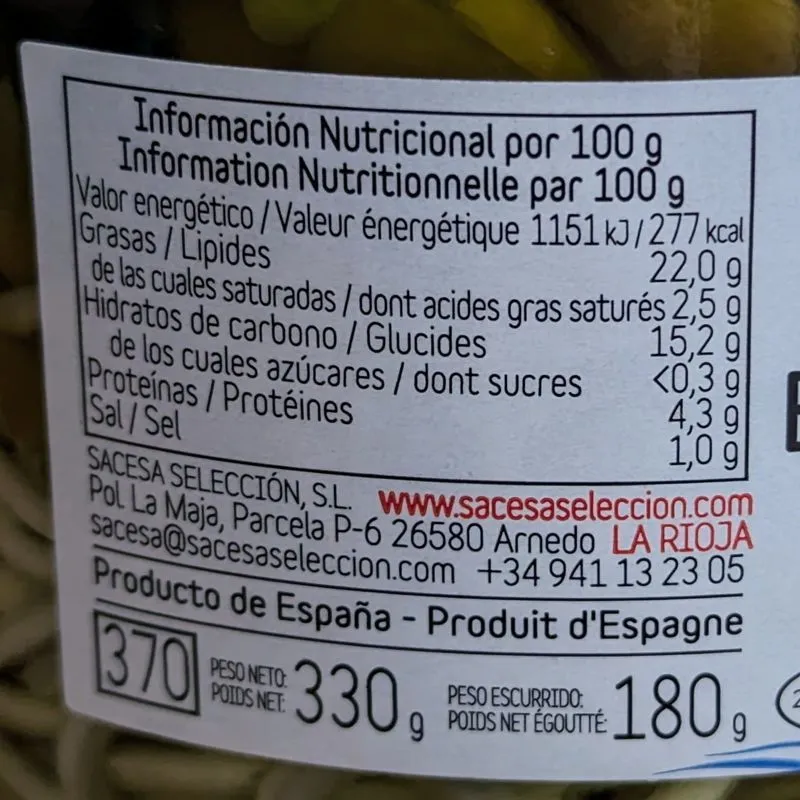 Información Nutricional por 100 g
Information Nutritionnelle par 100 g
Valor energético / Valeur énergétique 1151 kJ / 277 kcal
Grasas / Lipides 22,0 g
de las cuales saturadas / dont acides gras saturés 2,5 g
Hidratos de carbono / Glucides 15,2 g
de los cuales azúcares / dont sucres <0,3 g
Proteínas / Protéines 4,3 g
Sal / Sel 1,0 g
SACESA SELECCIÓN, S.L. www.sacesaseleccion.com
Pol. La Maja, Parcela P-6 26580 Arnedo LA RIOJA
sacesa@sacesaseleccion.com +34 941 13 23 05
Producto de España - Produit d'Espagne
370 PESO NETO: 330 g PESO ESCURRIDO: 180 g
POIDS NET: POIDS NET ÉGOUTTÉ: